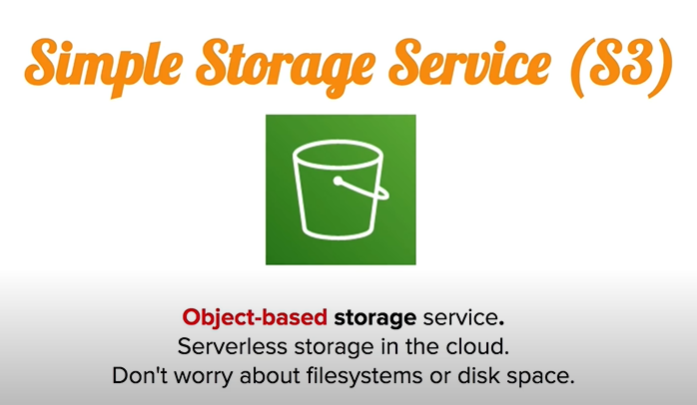 Simple Storage Service (S3)
Object-based storage service.
Serverless storage in the cloud.
Don't worry about filesystems or disk space.